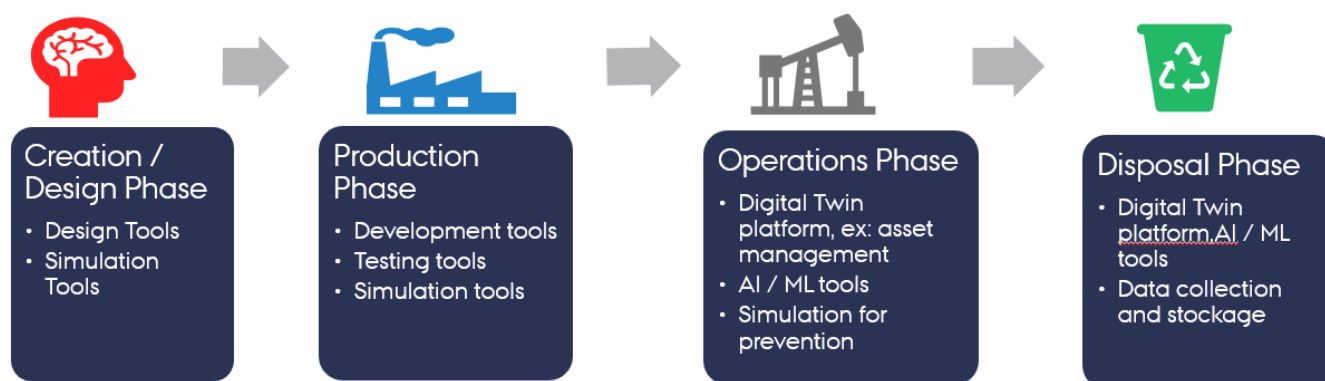 Creation /
Design Phase
• Design Tools
• Simulation
Tools
Production
Phase
• Development tools
• Testing tools
• Simulation tools
Operations Phase
• Digital Twin
platform, ex: asset
management
• AI / ML tools
• Simulation for
prevention
Disposal Phase
• Digital Twin
platform,AI / ML
tools
• Data collection
and stockage